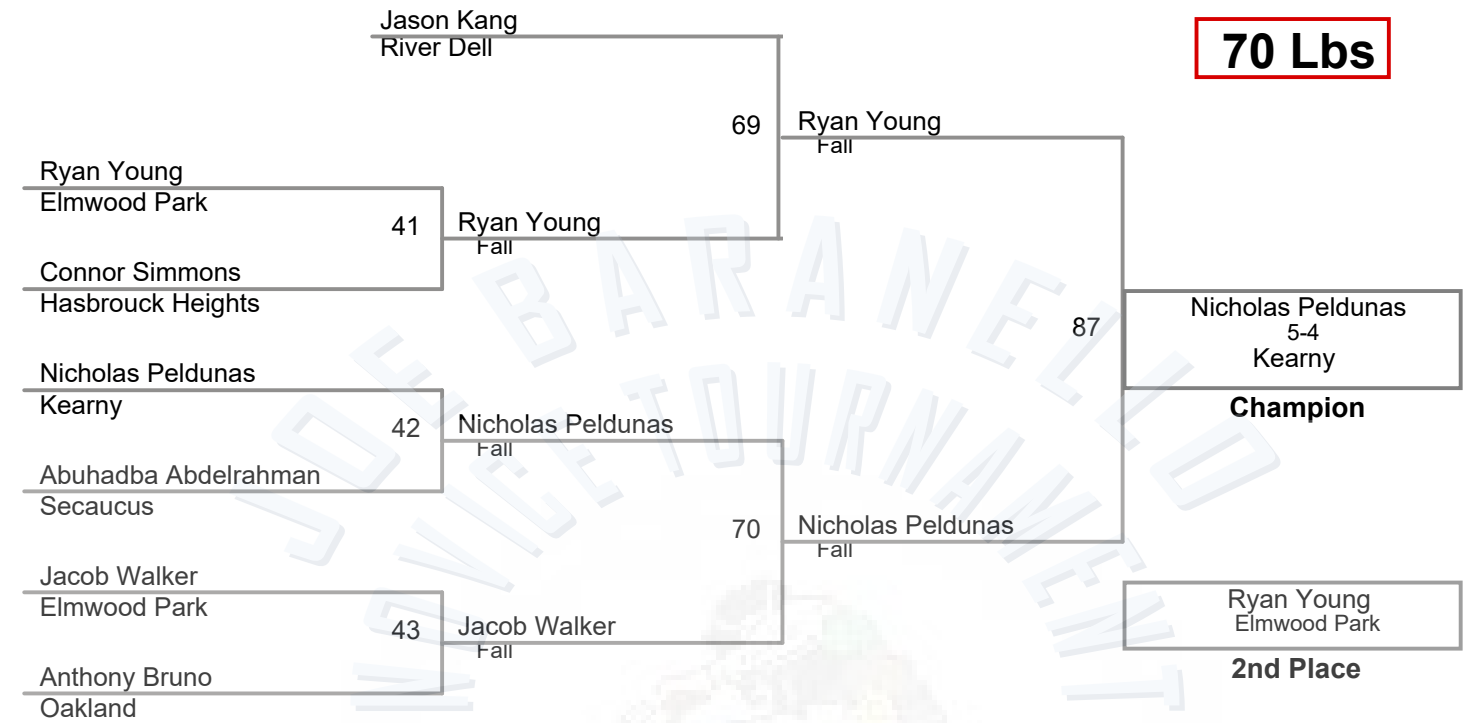 Jason Kang
River Dell
70 Lbs
69
Ryan Young
Fall
Ryan Young
Elmwood Park
41
Ryan Young
Fall
Connor Simmons
Hasbrouck Heights
87
Nicholas Peldunas
5-4
Kearny
Champion
Nicholas Peldunas
Kearny
42
Nicholas Peldunas
Fall
Abuhadba Abdelrahman
Secaucus
70
Nicholas Peldunas
Fall
Jacob Walker
Elmwood Park
43
Jacob Walker
Fall
Anthony Bruno
Oakland
Ryan Young
Elmwood Park
2nd Place
JOE BARANELLO
NOVICE TOURNAMENT